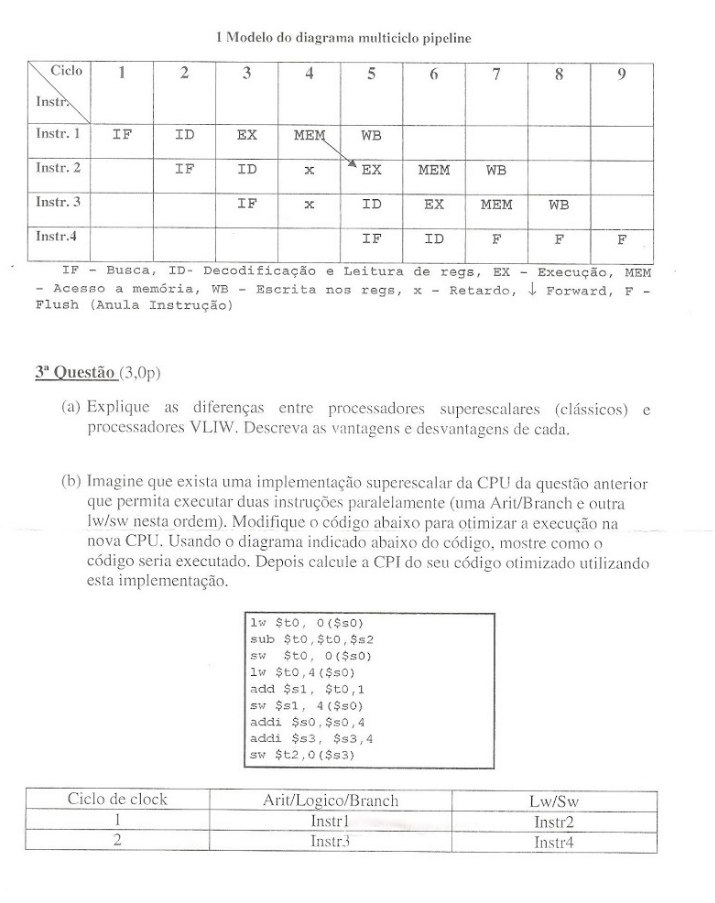 1 Modelo do diagrama multiciclo pipeline
Ciclo 1 2 3 4 5 6 7 8 9
Instr.
Instr. 1 IF ID EX MEM WB
Instr. 2 IF ID x EX MEM WB
Instr. 3 IF x ID EX MEM WB
Instr.4 IF ID F F F
IF - Busca, ID- Decodificação e Leitura de regs, EX - Execução, MEM
- Acesso a memória, WB - Escrita nos regs, x - Retardo, ↓ Forward, F -
Flush (Anula Instrução)
3ª Questão (3,0p)
(a) Explique as diferenças entre processadores superescalares (clássicos) e
processadores VLIW. Descreva as vantagens e desvantagens de cada.
(b) Imagine que exista uma implementação superescalar da CPU da questão anterior
que permita executar duas instruções paralelamente (uma Arit/Branch e outra
lw/sw nesta ordem). Modifique o código abaixo para otimizar a execução na
nova CPU. Usando o diagrama indicado abaixo do código, mostre como o
código seria executado. Depois calcule a CPI do seu código otimizado utilizando
esta implementação.
lw $t0, 0($s0)
sub $t0,$t0,$s2
sw $t0, 0($s0)
lw $t0,4($s0)
add $s1, $t0,1
sw $s1, 4($s0)
addi $s0,$s0,4
addi $s3, $s3,4
sw $t2,0($s3)
Ciclo de clock Arit/Logico/Branch Lw/Sw
1 Instr1 Instr2
2 Instr3 Instr4